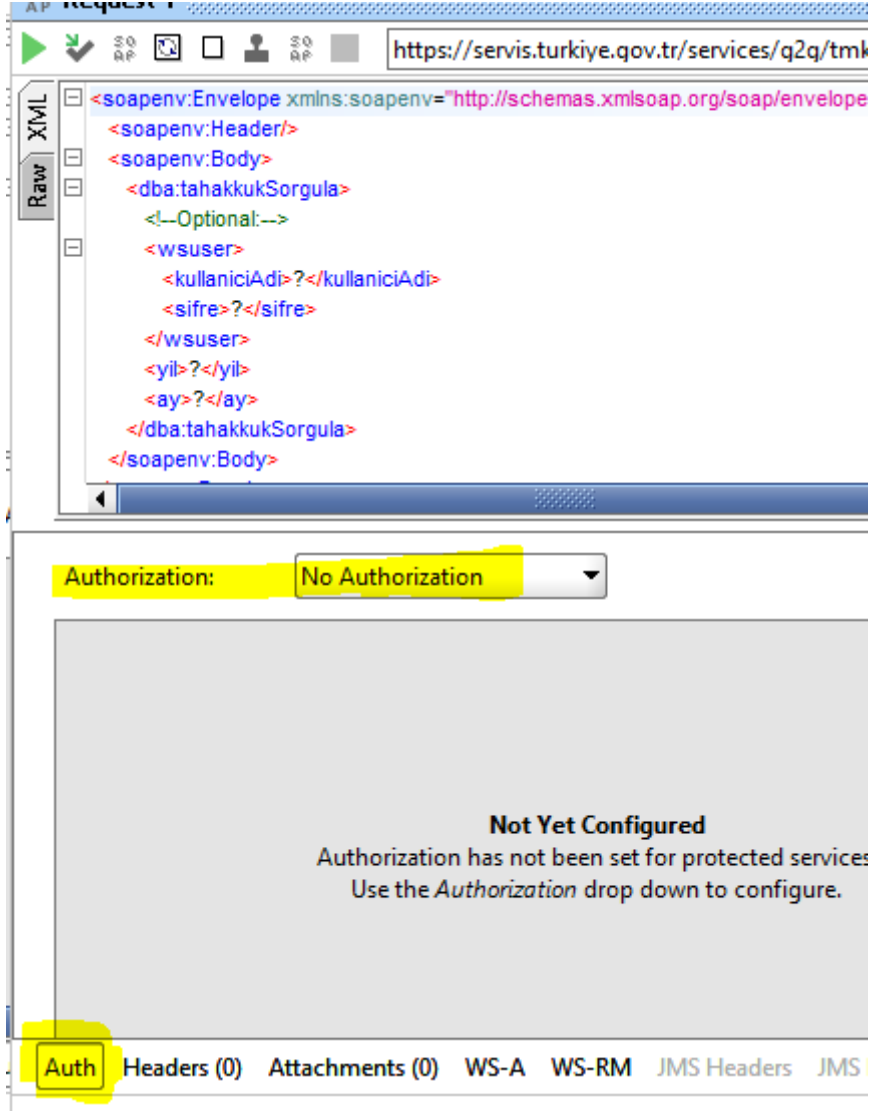 Request 1
https://servis.turkiye.gov.tr/services/g2g/tmk
XML
Raw
<soapenv:Envelope xmlns:soapenv="http://schemas.xmlsoap.org/soap/envelope
<soapenv:Header/>
<soapenv:Body>
<dba:tahakkukSorgula>
<!--Optional:-->
<wsuser>
<kullaniciAdi>?</kullaniciAdi>
<sifre>?</sifre>
</wsuser>
<yil>?</yil>
<ay>?</ay>
</dba:tahakkukSorgula>
</soapenv:Body>
Authorization: No Authorization
Not Yet Configured
Authorization has not been set for protected services
Use the Authorization drop down to configure.
Auth Headers (0) Attachments (0) WS-A WS-RM JMS Headers JMS